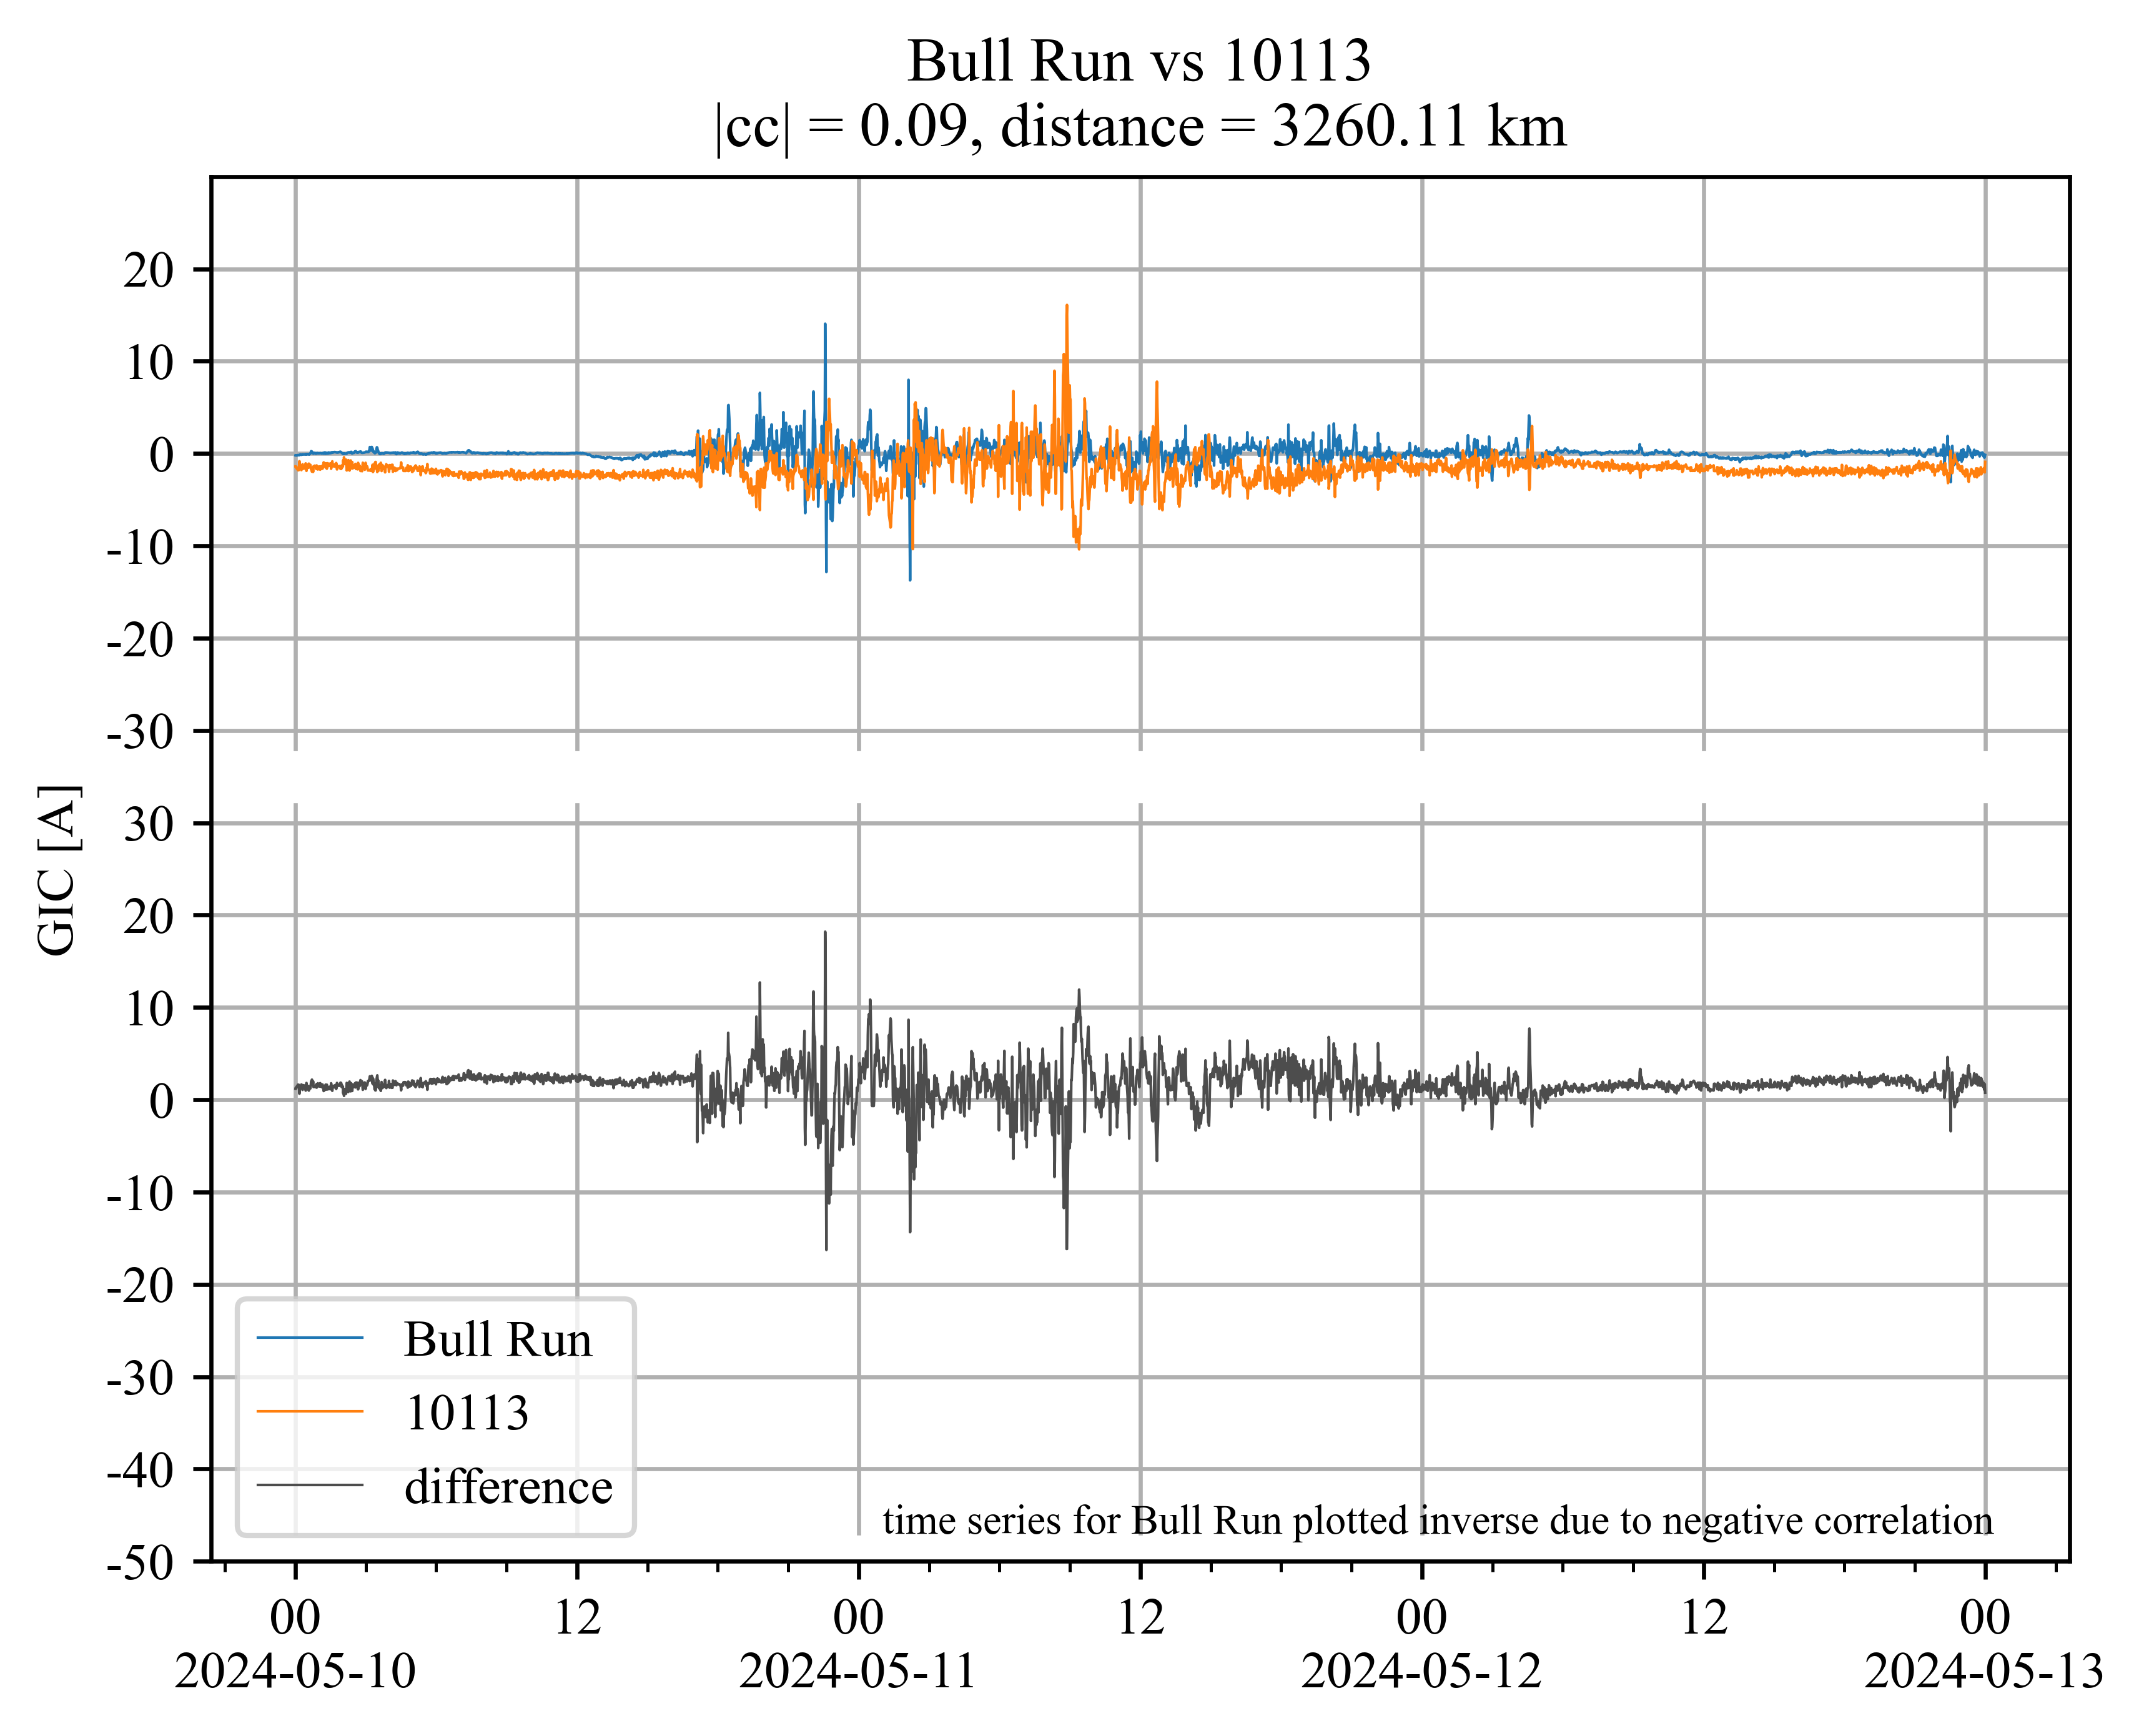 Bull Run vs 10113
|cc| = 0.09, distance = 3260.11 km
20
10
0
-10
-20
-30
30
20
10
0
-10
-20
-30
-40
-50
GIC [A]
Bull Run
10113
difference
time series for Bull Run plotted inverse due to negative correlation
00 12 00 12 00 12 00
2024-05-10 2024-05-11 2024-05-12 2024-05-13